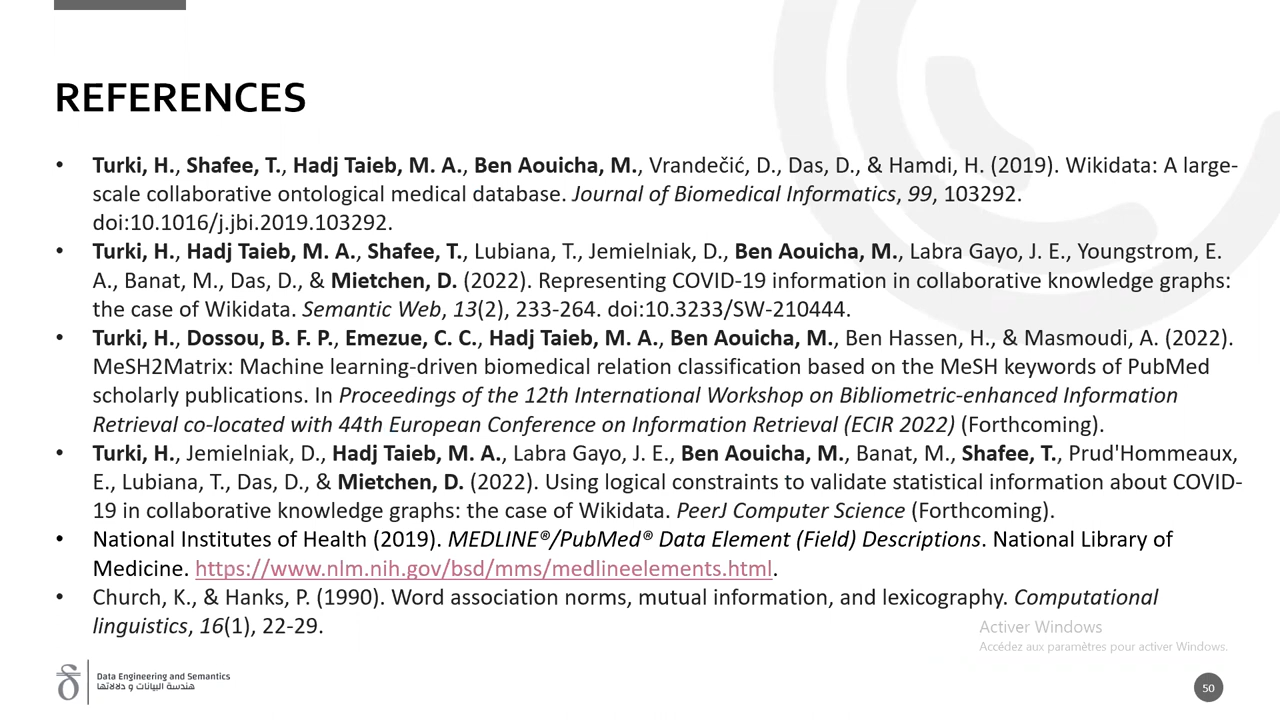 REFERENCES
• Turki, H., Shafee, T., Hadj Taieb, M. A., Ben Aouicha, M., Vrandečić, D., Das, D., & Hamdi, H. (2019). Wikidata: A large-
scale collaborative ontological medical database. Journal of Biomedical Informatics, 99, 103292.
doi:10.1016/j.jbi.2019.103292.
• Turki, H., Hadj Taieb, M. A., Shafee, T., Lubiana, T., Jemielniak, D., Ben Aouicha, M., Labra Gayo, J. E., Youngstrom, E.
A., Banat, M., Das, D., & Mietchen, D. (2022). Representing COVID-19 information in collaborative knowledge graphs:
the case of Wikidata. Semantic Web, 13(2), 233-264. doi:10.3233/SW-210444.
• Turki, H., Dossou, B. F. P., Emezue, C. C., Hadj Taieb, M. A., Ben Aouicha, M., Ben Hassen, H., & Masmoudi, A. (2022).
MeSH2Matrix: Machine learning-driven biomedical relation classification based on the MeSH keywords of PubMed
scholarly publications. In Proceedings of the 12th International Workshop on Bibliometric-enhanced Information
Retrieval co-located with 44th European Conference on Information Retrieval (ECIR 2022) (Forthcoming).
• Turki, H., Jemielniak, D., Hadj Taieb, M. A., Labra Gayo, J. E., Ben Aouicha, M., Banat, M., Shafee, T., Prud'Hommeaux,
E., Lubiana, T., Das, D., & Mietchen, D. (2022). Using logical constraints to validate statistical information about COVID-
19 in collaborative knowledge graphs: the case of Wikidata. PeerJ Computer Science (Forthcoming).
• National Institutes of Health (2019). MEDLINE®/PubMed® Data Element (Field) Descriptions. National Library of
Medicine. https://www.nlm.nih.gov/bsd/mms/medlineelements.html.
• Church, K., & Hanks, P. (1990). Word association norms, mutual information, and lexicography. Computational
linguistics, 16(1), 22-29.
Activer Windows
Accédez aux paramètres pour activer Windows.
Data Engineering and Semantics
هندسة البيانات و دلالاتها
50